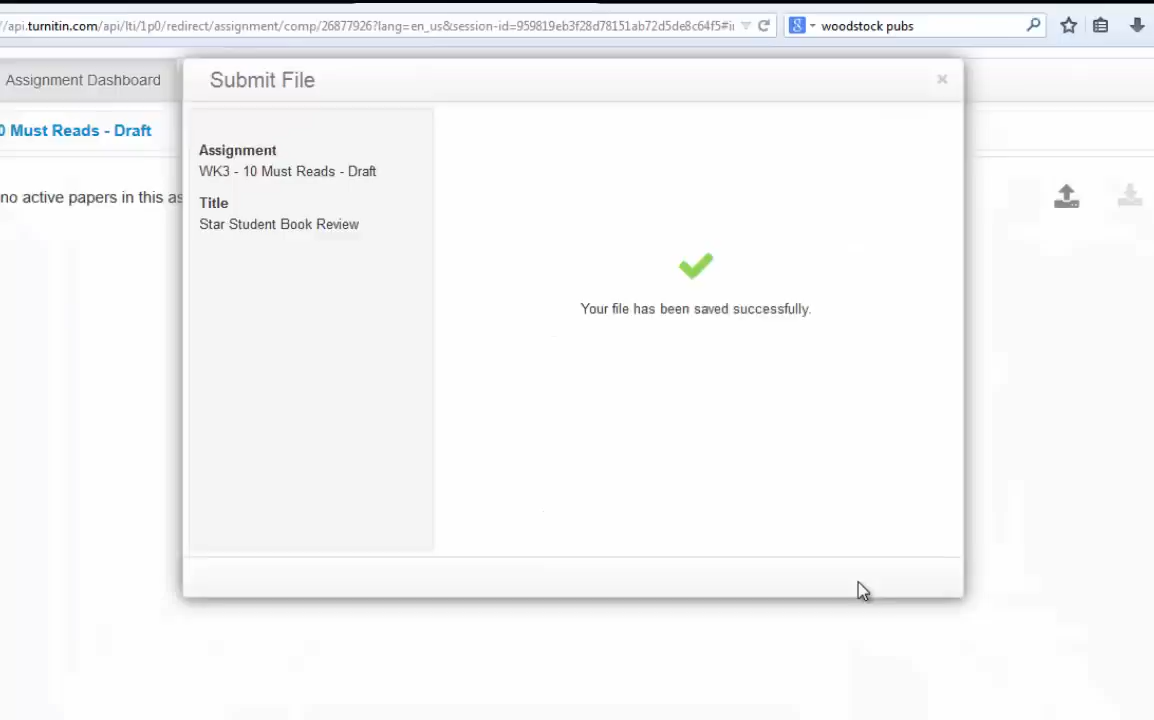 //api.turnitin.com/api/lti/1p0/redirect/assignment/comp/26877926?lang=en_us&session-id=959819eb3f28d78151ab72d5de8c64f5#i
woodstock pubs
Assignment Dashboard
Submit File
0 Must Reads - Draft
Assignment
WK3 - 10 Must Reads - Draft
no active papers in this as
Title
Star Student Book Review
Your file has been saved successfully.